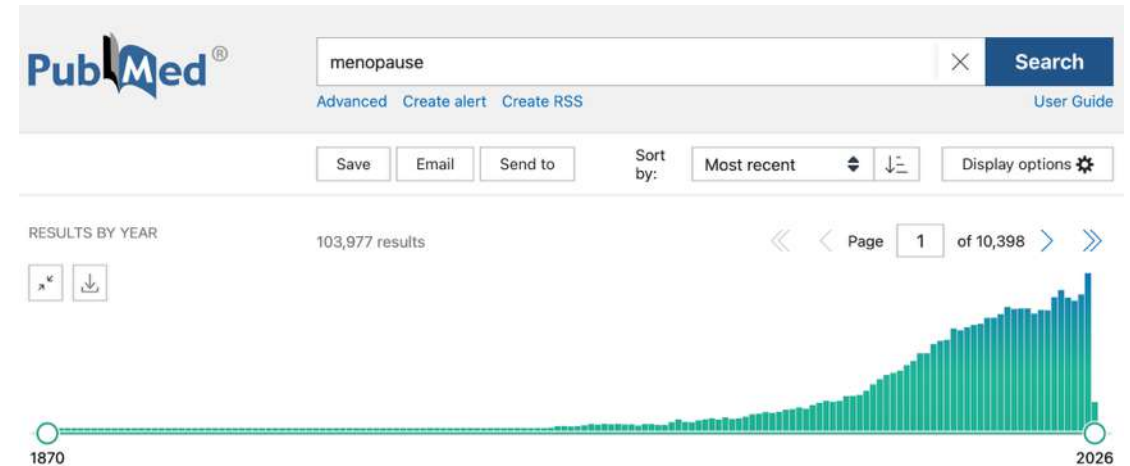 PubMed®
menopause
Search
Advanced Create alert Create RSS
User Guide
Save Email Send to
Sort by:
Most recent
Display options
RESULTS BY YEAR
103,977 results
Page 1 of 10,398
1870
2026